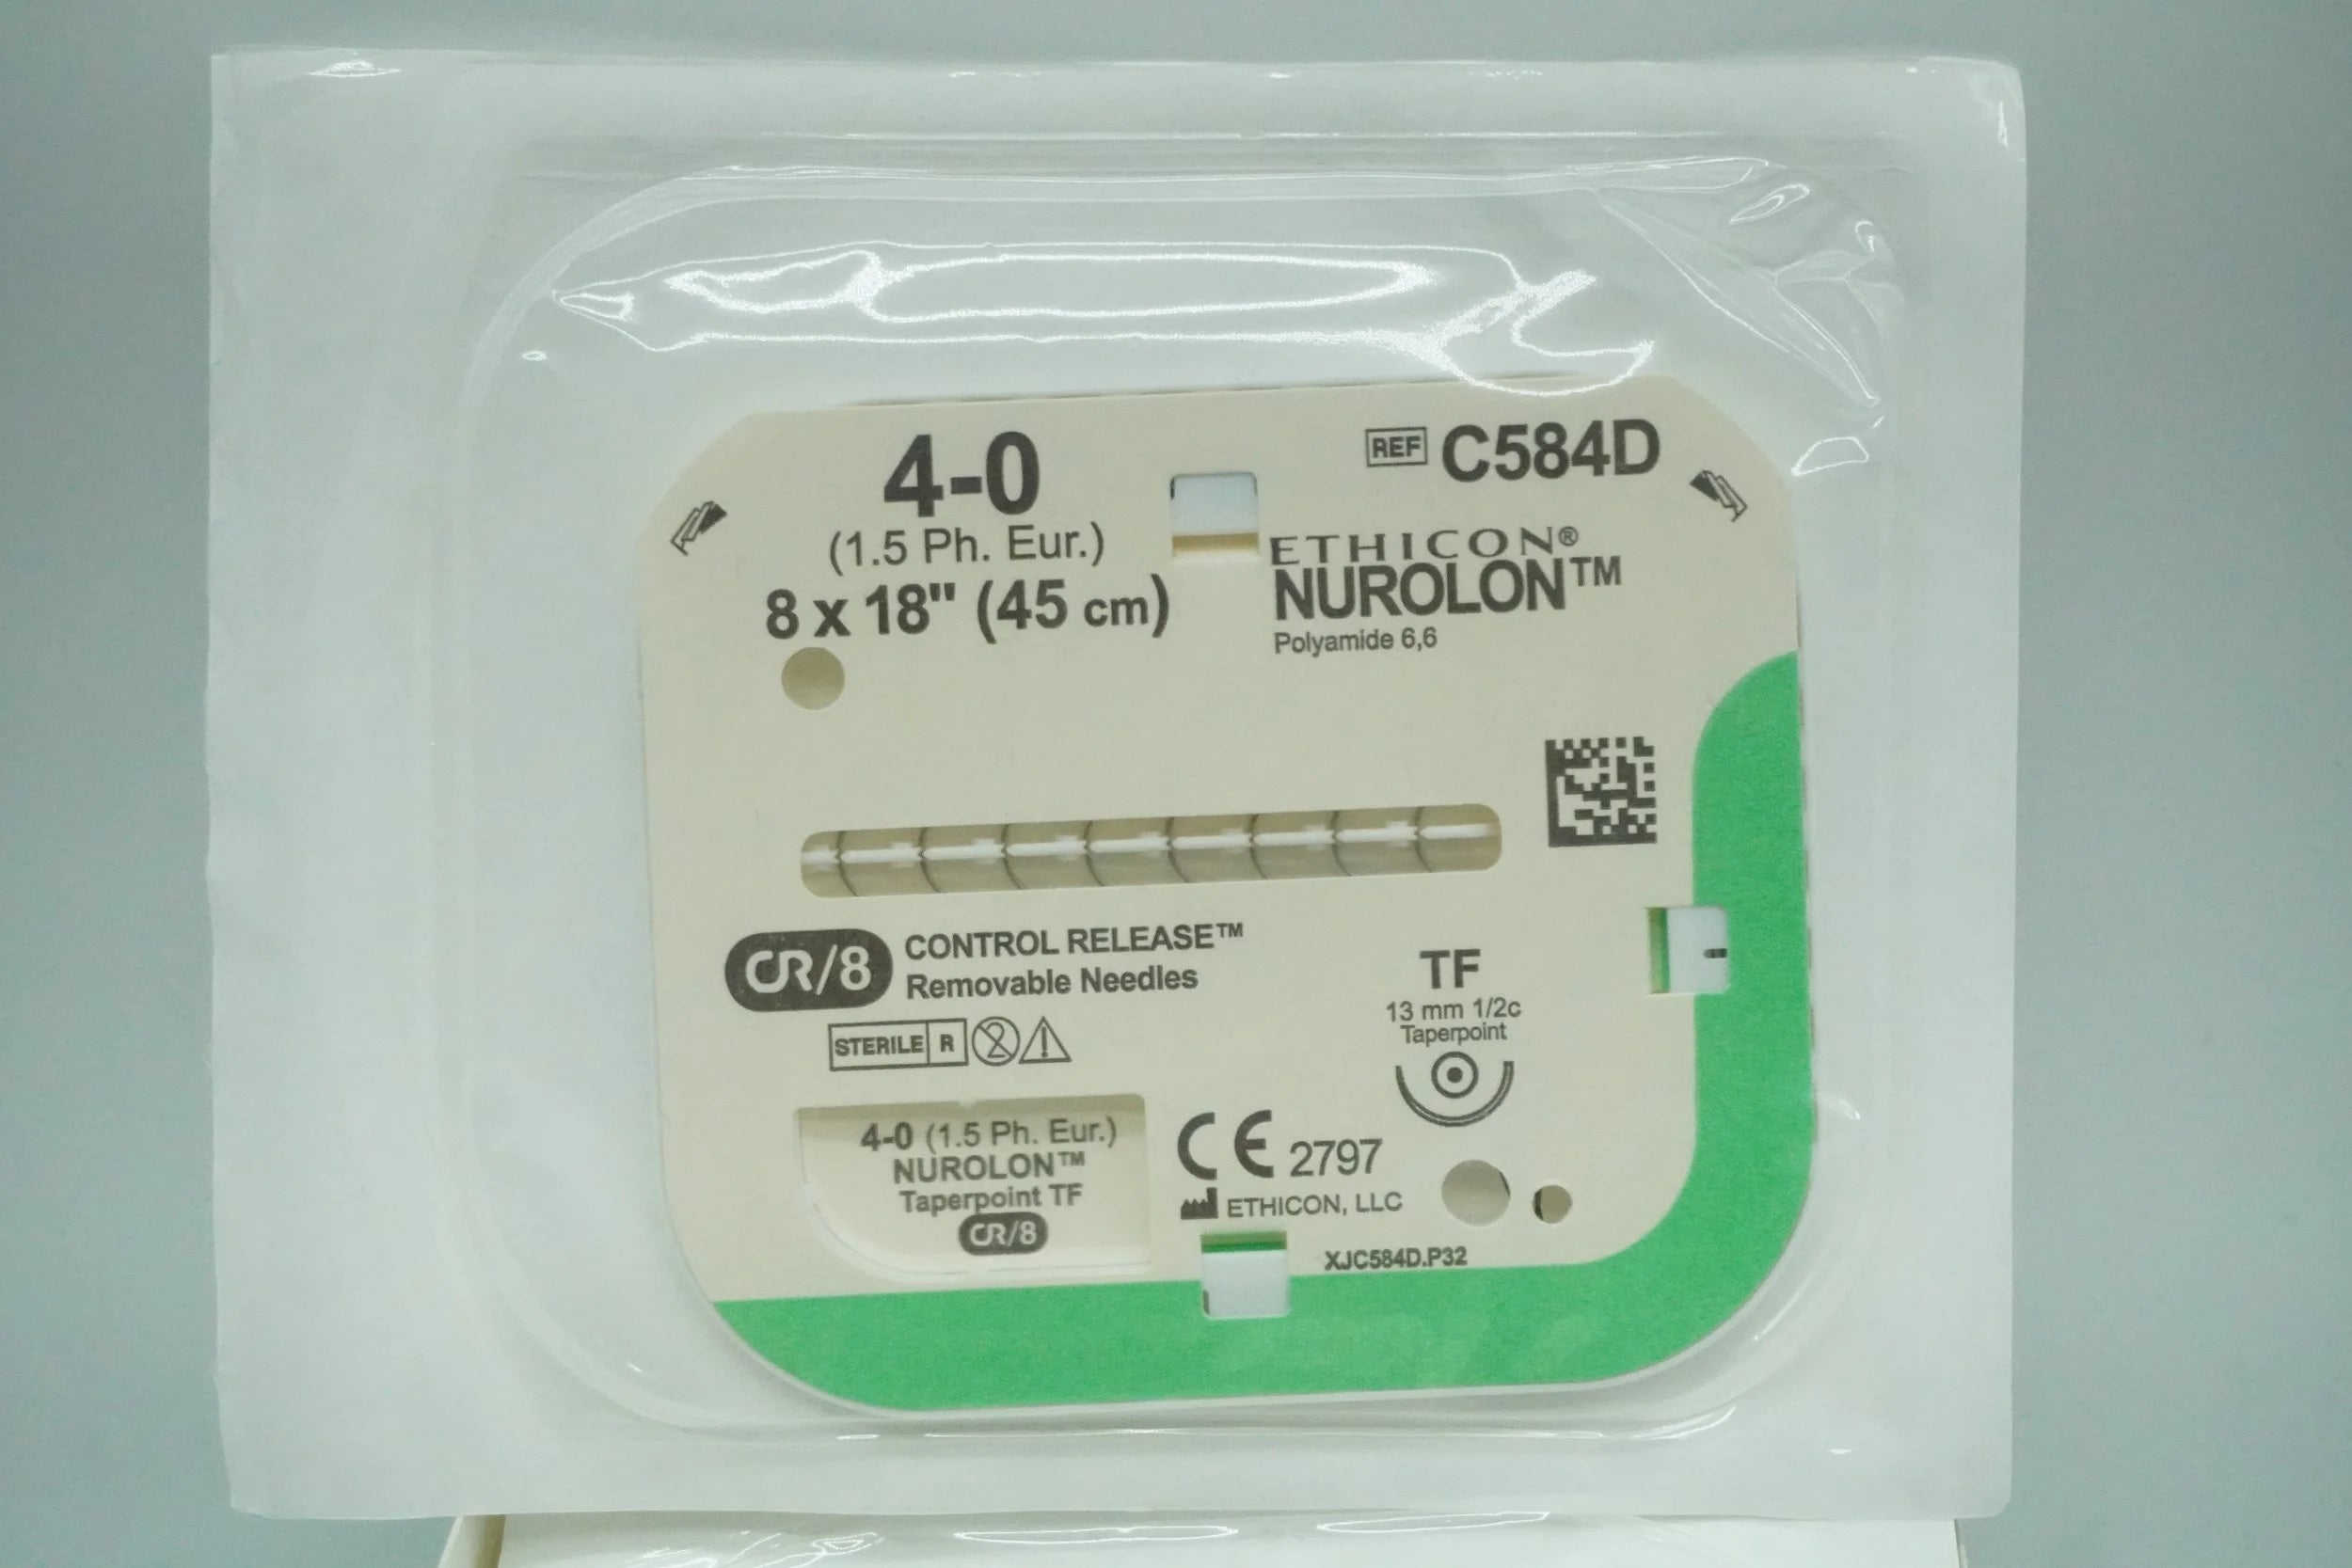 4-0
(1.5 Ph. Eur.)
8 x 18" (45 cm)
REF C584D
ETHICON®
NUROLON™
Polyamide 6,6
CR/8 CONTROL RELEASE™
Removable Needles
STERILE R 2
TF
13 mm 1/2c
Taperpoint
4-0 (1.5 Ph. Eur.)
NUROLON™
Taperpoint TF
CR/8
CE 2797
ETHICON, LLC
XJC584D.P32